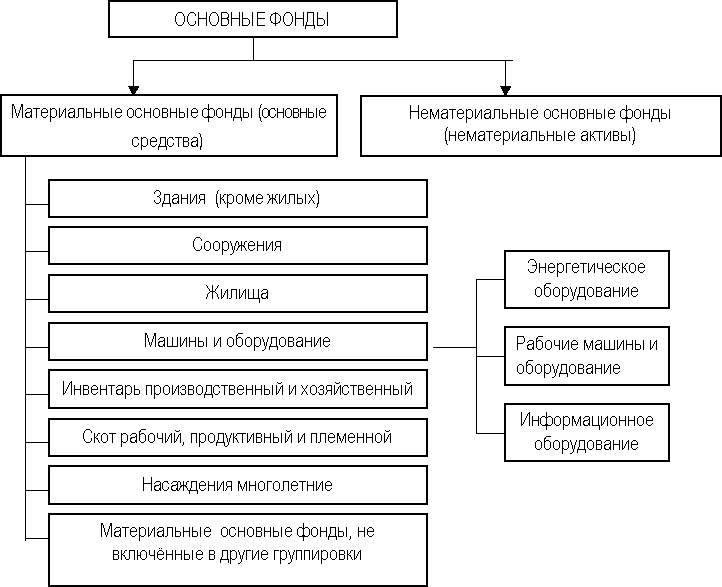 ОСНОВНЫЕ ФОНДЫ
Материальные основные фонды (основные
средства)
Нематериальные основные фонды
(нематериальные активы)
Здания (кроме жилых)
Сооружения
Жилища
Машины и оборудование
Инвентарь производственный и хозяйственный
Скот рабочий, продуктивный и племенной
Насаждения многолетние
Материальные основные фонды, не
включённые в другие группировки
Энергетическое
оборудование
Рабочие машины и
оборудование
Информационное
оборудование